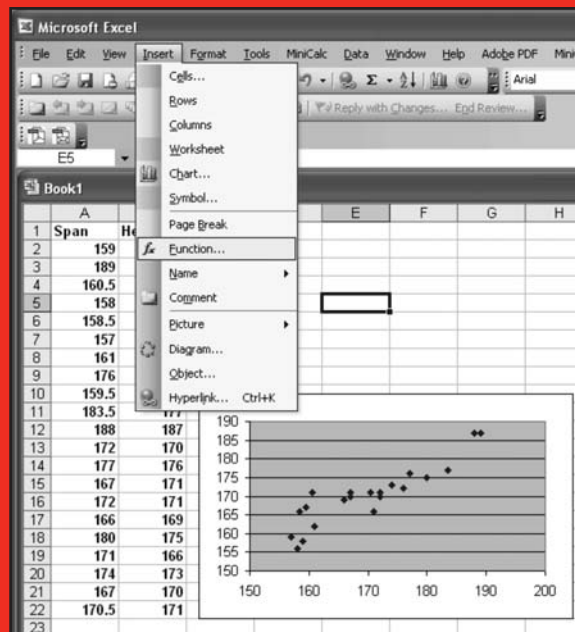 Microsoft Excel
File Edit View Insert Format Tools MiniCalc Data Window Help Adobe PDF
Arial
Reply with Changes... End Review...
E5
Cells...
Rows
Columns
Worksheet
Chart...
Symbol...
Page Break
Function...
Name
Comment
Picture
Diagram...
Object...
Hyperlink... Ctrl+K
Book1
A E F G H
1 Span
2 159
3 189
4 160.5
5 158
6 158.5
7 157
8 161
9 176
10 159.5
11 183.5 177
12 188 187
13 172 170
14 177 176
15 167 171
16 172 171
17 166 169
18 180 175
19 171 166
20 174 173
21 167 170
22 170.5 171
23
190
185
180
175
170
165
160
155
150
150 160 170 180 190 200